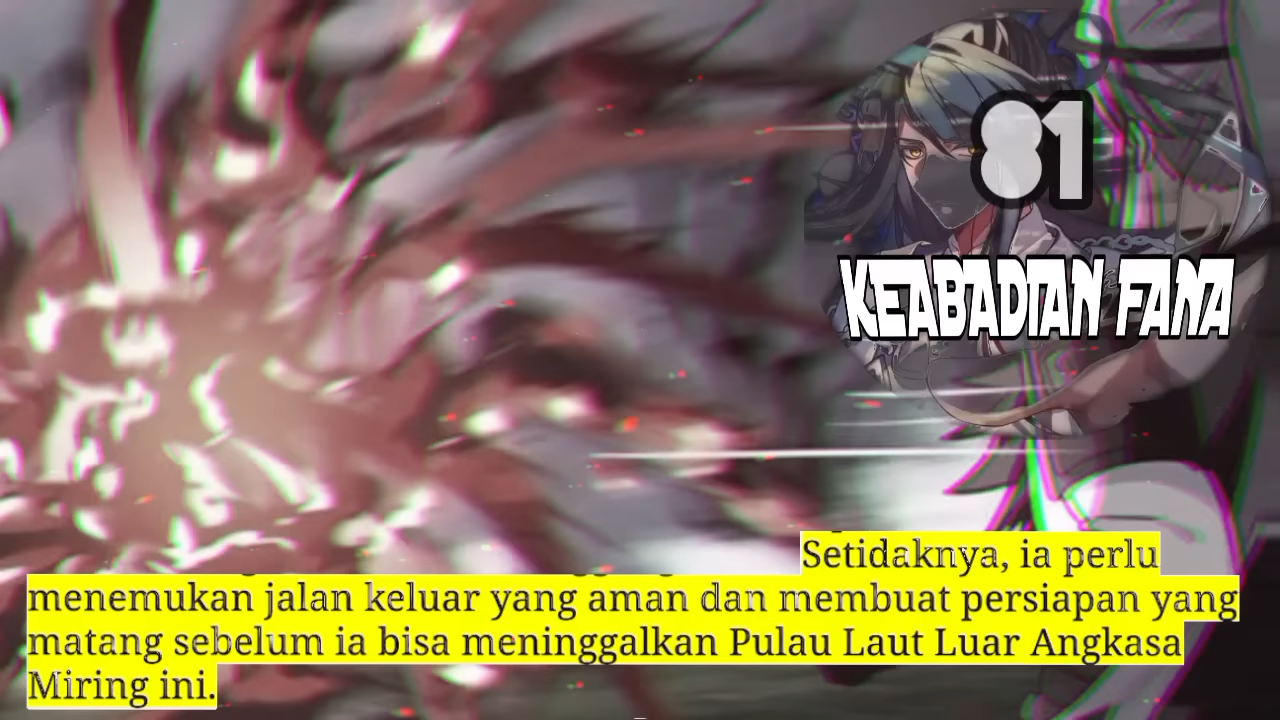 81
KEABADIAN FANA
Setidaknya, ia perlu
menemukan jalan keluar yang aman dan membuat persiapan yang
matang sebelum ia bisa meninggalkan Pulau Laut Luar Angkasa
Miring ini.